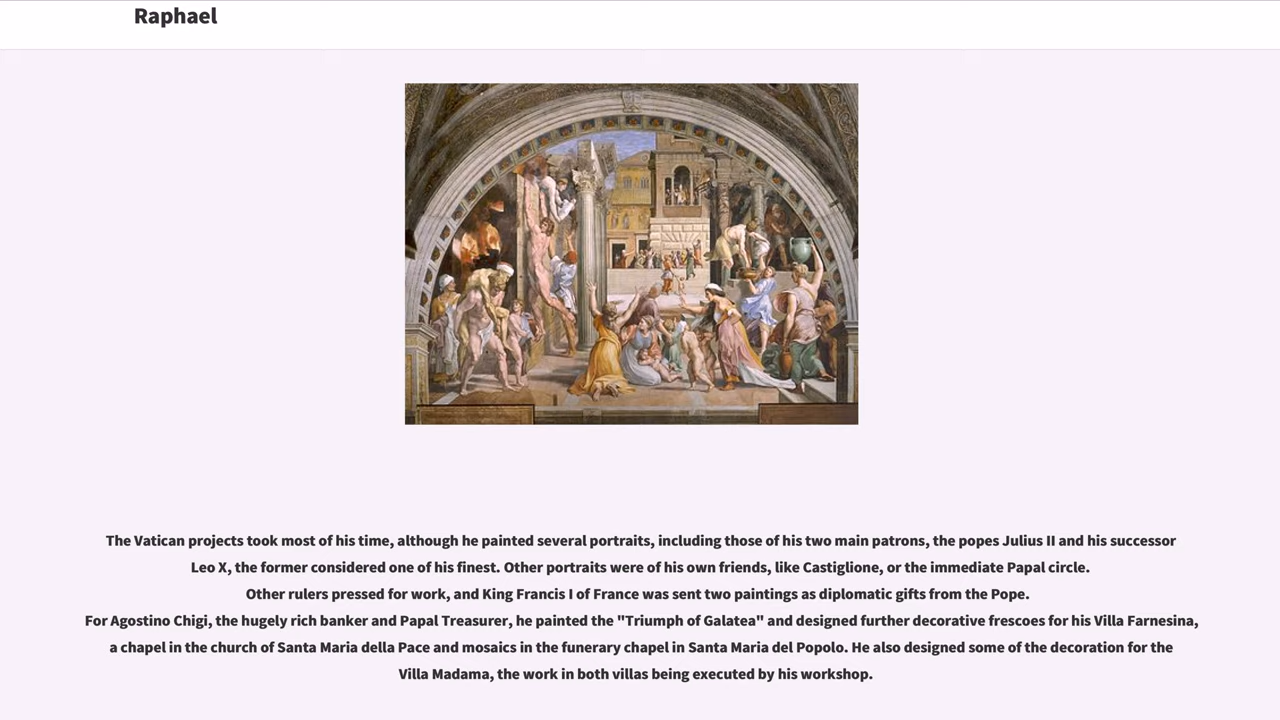 Raphael
The Vatican projects took most of his time, although he painted several portraits, including those of his two main patrons, the popes Julius II and his successor
Leo X, the former considered one of his finest. Other portraits were of his own friends, like Castiglione, or the immediate Papal circle.
Other rulers pressed for work, and King Francis I of France was sent two paintings as diplomatic gifts from the Pope.
For Agostino Chigi, the hugely rich banker and Papal Treasurer, he painted the "Triumph of Galatea" and designed further decorative frescoes for his Villa Farnesina,
a chapel in the church of Santa Maria della Pace and mosaics in the funerary chapel in Santa Maria del Popolo. He also designed some of the decoration for the
Villa Madama, the work in both villas being executed by his workshop.